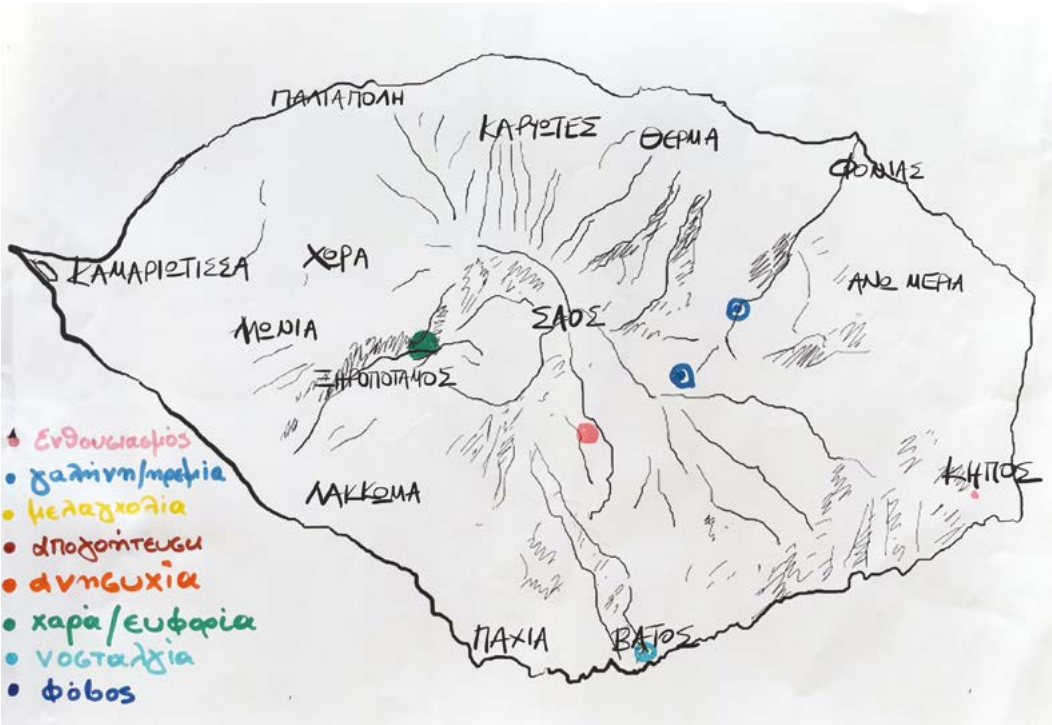 ΠΑΛΙΑΠΟΛΗ
ΚΑΡΥΩΤΕΣ
ΘΕΡΜΑ
ΦΟΝΙΑΣ
ΚΑΜΑΡΙΩΤΙΣΣΑ
ΧΩΡΑ
ΑΝΩ ΜΕΡΙΑ
ΜΩΝΙΑ
ΣΑΟΣ
ΞΗΡΟΠΟΤΑΜΟΣ
ΛΑΚΚΩΜΑ
ΚΗΠΟΣ
ΠΑΧΙΑ
ΒΑΤΟΣ
ενθουσιασμός
γαλήνη/ηρεμία
μελαγχολία
απογοήτευση
ανησυχία
χαρά/ευφορία
νοσταλγία
φόβος